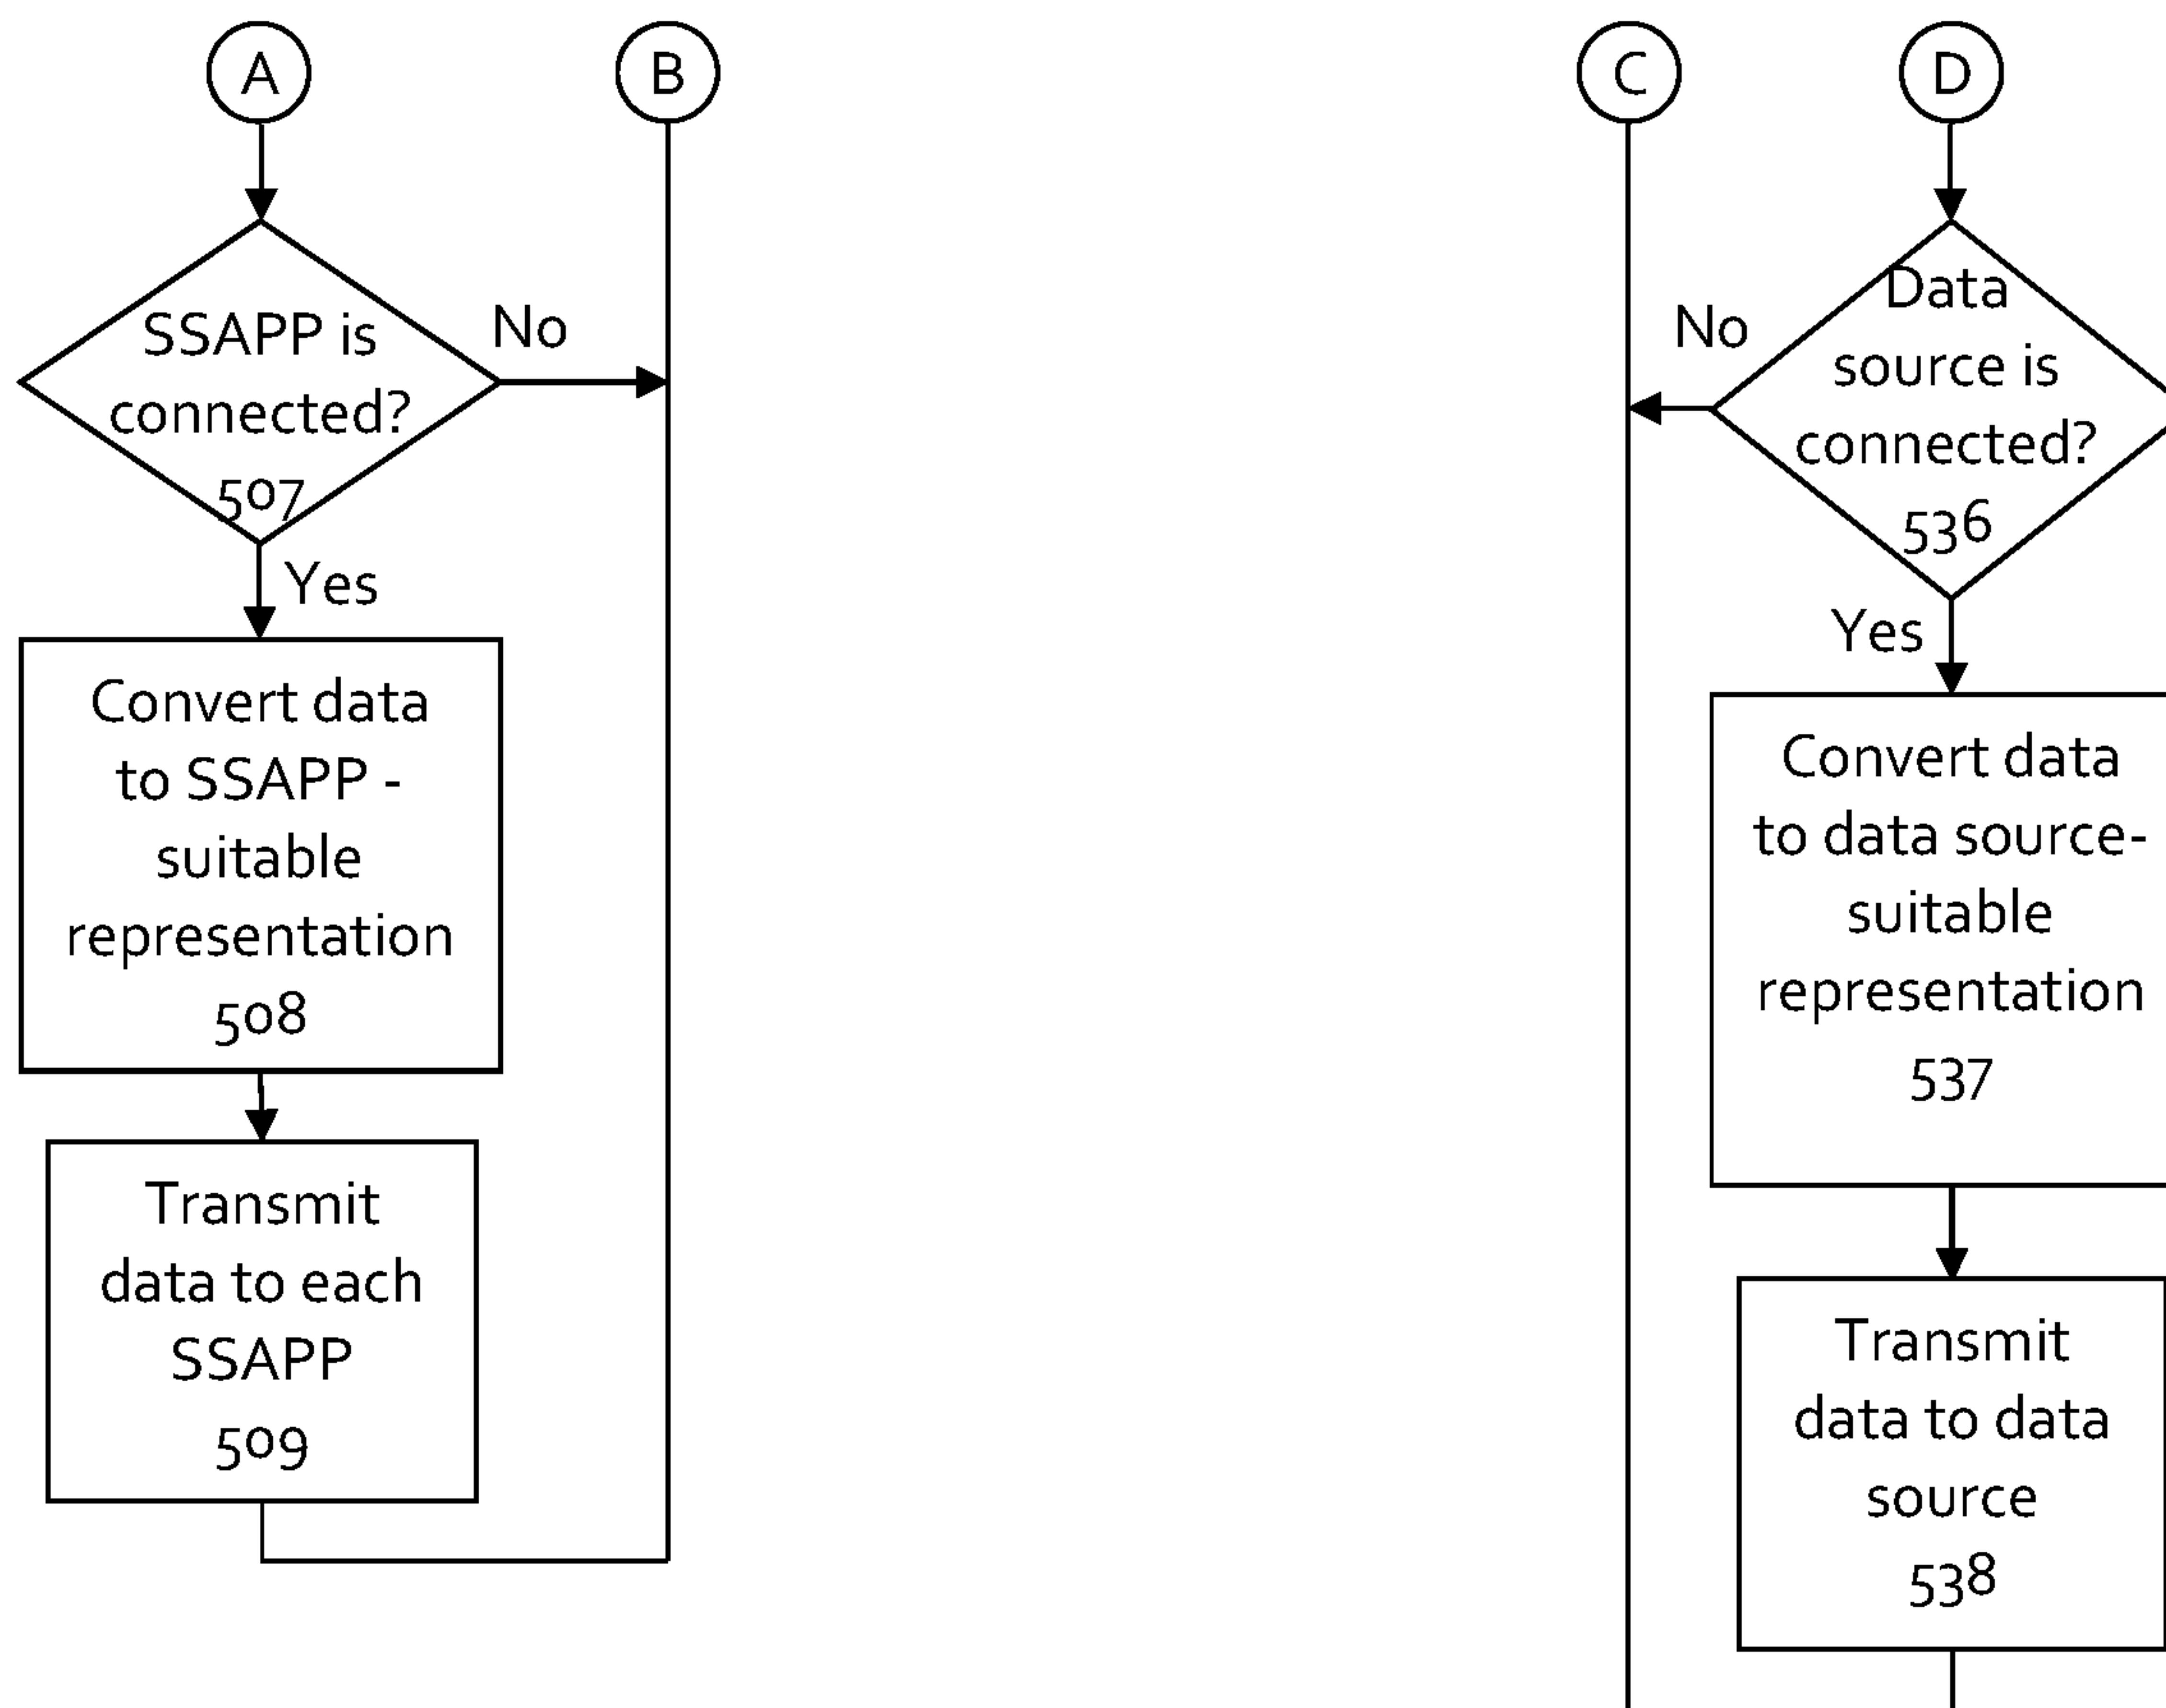 A
B
SSAPP is
connected?
507
No
Yes
Convert data
to SSAPP -
suitable
representation
508
Transmit
data to each
SSAPP
509
C
D
Data
source is
connected?
536
No
Yes
Convert data
to data source-
suitable
representation
537
Transmit
data to data
source
538